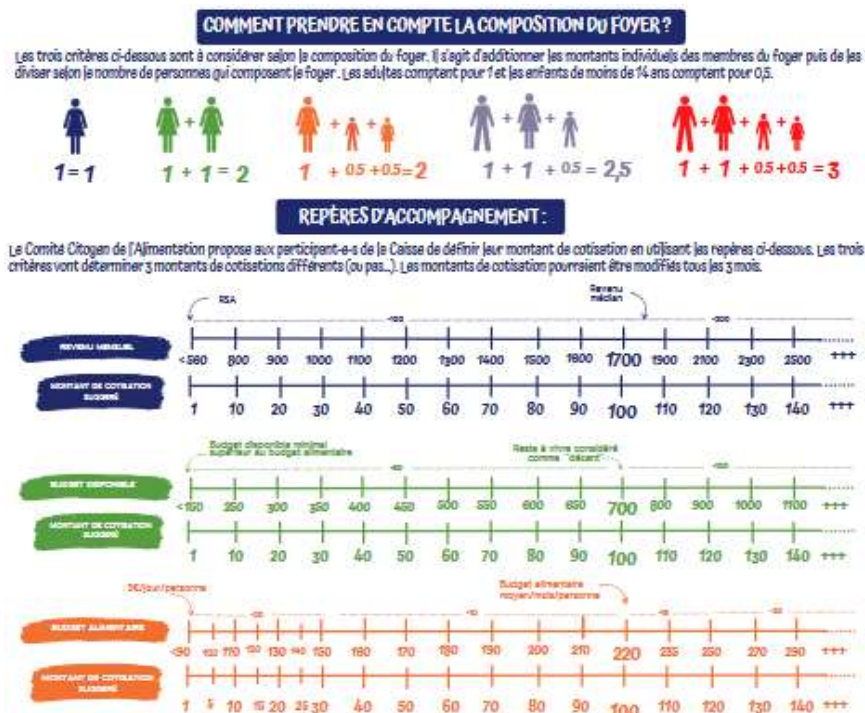 COMMENT PRENDRE EN COMPTE LA COMPOSITION DU FOYER ?
Les trois critères ci-dessous sont à considérer selon la composition du foyer. Il s'agit d'additionner les montants individuels des membres du foyer puis de les
diviser selon le nombre de personnes qui composent le foyer. Les adultes comptent pour 1 et les enfants de moins de 14 ans comptent pour 0,5.
+ + + + + + + + +
1=1 1 + 1 = 2 1 + 0.5 +0.5=2 1 + 1 + 0.5 = 2,5 1 + 1 + 0.5+0.5 = 3
REPÈRES D'ACCOMPAGNEMENT :
Le Comité Citoyen de l'Alimentation propose aux participant-e-s de la Caisse de définir leur montant de cotisation en utilisant les repères ci-dessous. Les trois
critères vont déterminer 3 montants de cotisations différents (ou pas...). Les montants de cotisation pourraient être modifiés tous les 3 mois.
RSA
Revenu
médian
REVENU MENSUEL
<560 800 900 1000 1100 1200 1300 1400 1500 1600 1700 1900 2100 2300 2500 +++
MONTANT DE COTISATION
SUGGÉRÉ
1 10 20 30 40 50 60 70 80 90 100 110 120 130 140 +++
Budget disponible minimal
supérieur au budget alimentaire
Reste à vivre considéré
comme "décent"
BUDGET DISPONIBLE
<150 250 300 350 400 450 500 550 600 650 700 800 900 1000 1100 +++
MONTANT DE COTISATION
SUGGÉRÉ
1 10 20 30 40 50 60 70 80 90 100 110 120 130 140 +++
3€/jour/personne
Budget alimentaire
moyen/mois/personne
BUDGET ALIMENTAIRE
<90 110 130 150 160 170 180 190 200 210 220 235 250 270 290 +++
MONTANT DE COTISATION
SUGGÉRÉ
1 5 10 15 20 25 30 40 50 60 70 80 90 100 110 120 130 140 +++